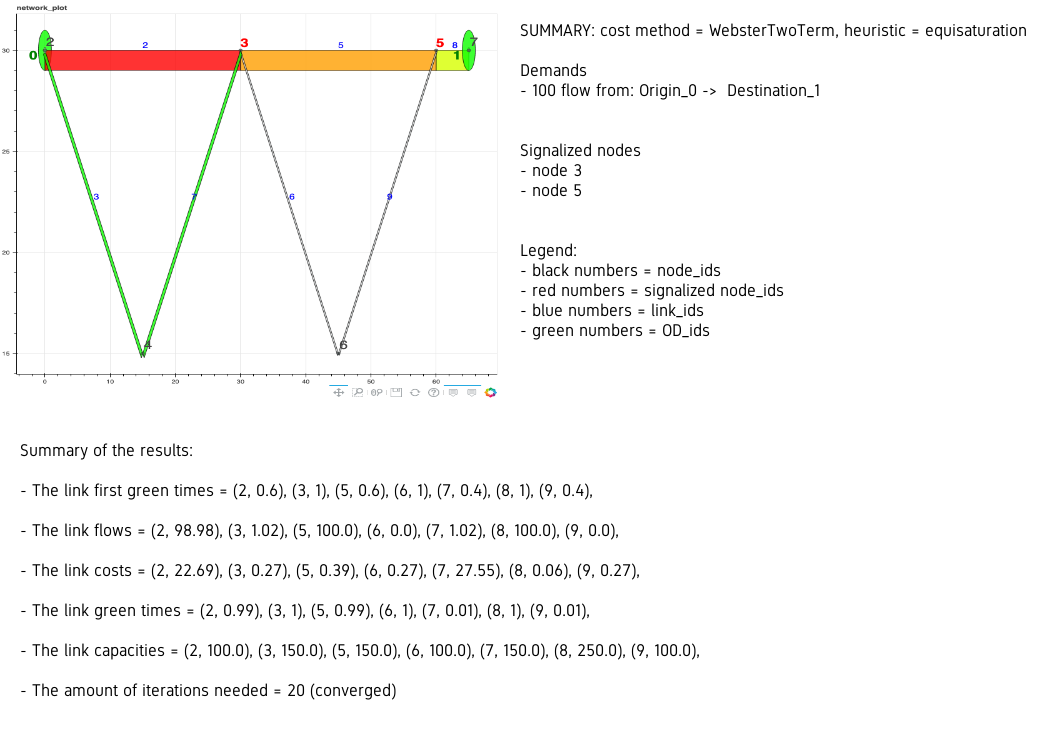 network_plot
2
3
5
7
0
2
5
8
1
30
25
20
15
3
7
6
9
4
6
0
10
20
30
40
50
60
SUMMARY: cost method = WebsterTwoTerm, heuristic = equisaturation
Demands
- 100 flow from: Origin_0 -> Destination_1
Signalized nodes
- node 3
- node 5
Legend:
- black numbers = node_ids
- red numbers = signalized node_ids
- blue numbers = link_ids
- green numbers = OD_ids
Summary of the results:
- The link first green times = (2, 0.6), (3, 1), (5, 0.6), (6, 1), (7, 0.4), (8, 1), (9, 0.4),
- The link flows = (2, 98.98), (3, 1.02), (5, 100.0), (6, 0.0), (7, 1.02), (8, 100.0), (9, 0.0),
- The link costs = (2, 22.69), (3, 0.27), (5, 0.39), (6, 0.27), (7, 27.55), (8, 0.06), (9, 0.27),
- The link green times = (2, 0.99), (3, 1), (5, 0.99), (6, 1), (7, 0.01), (8, 1), (9, 0.01),
- The link capacities = (2, 100.0), (3, 150.0), (5, 150.0), (6, 100.0), (7, 150.0), (8, 250.0), (9, 100.0),
- The amount of iterations needed = 20 (converged)